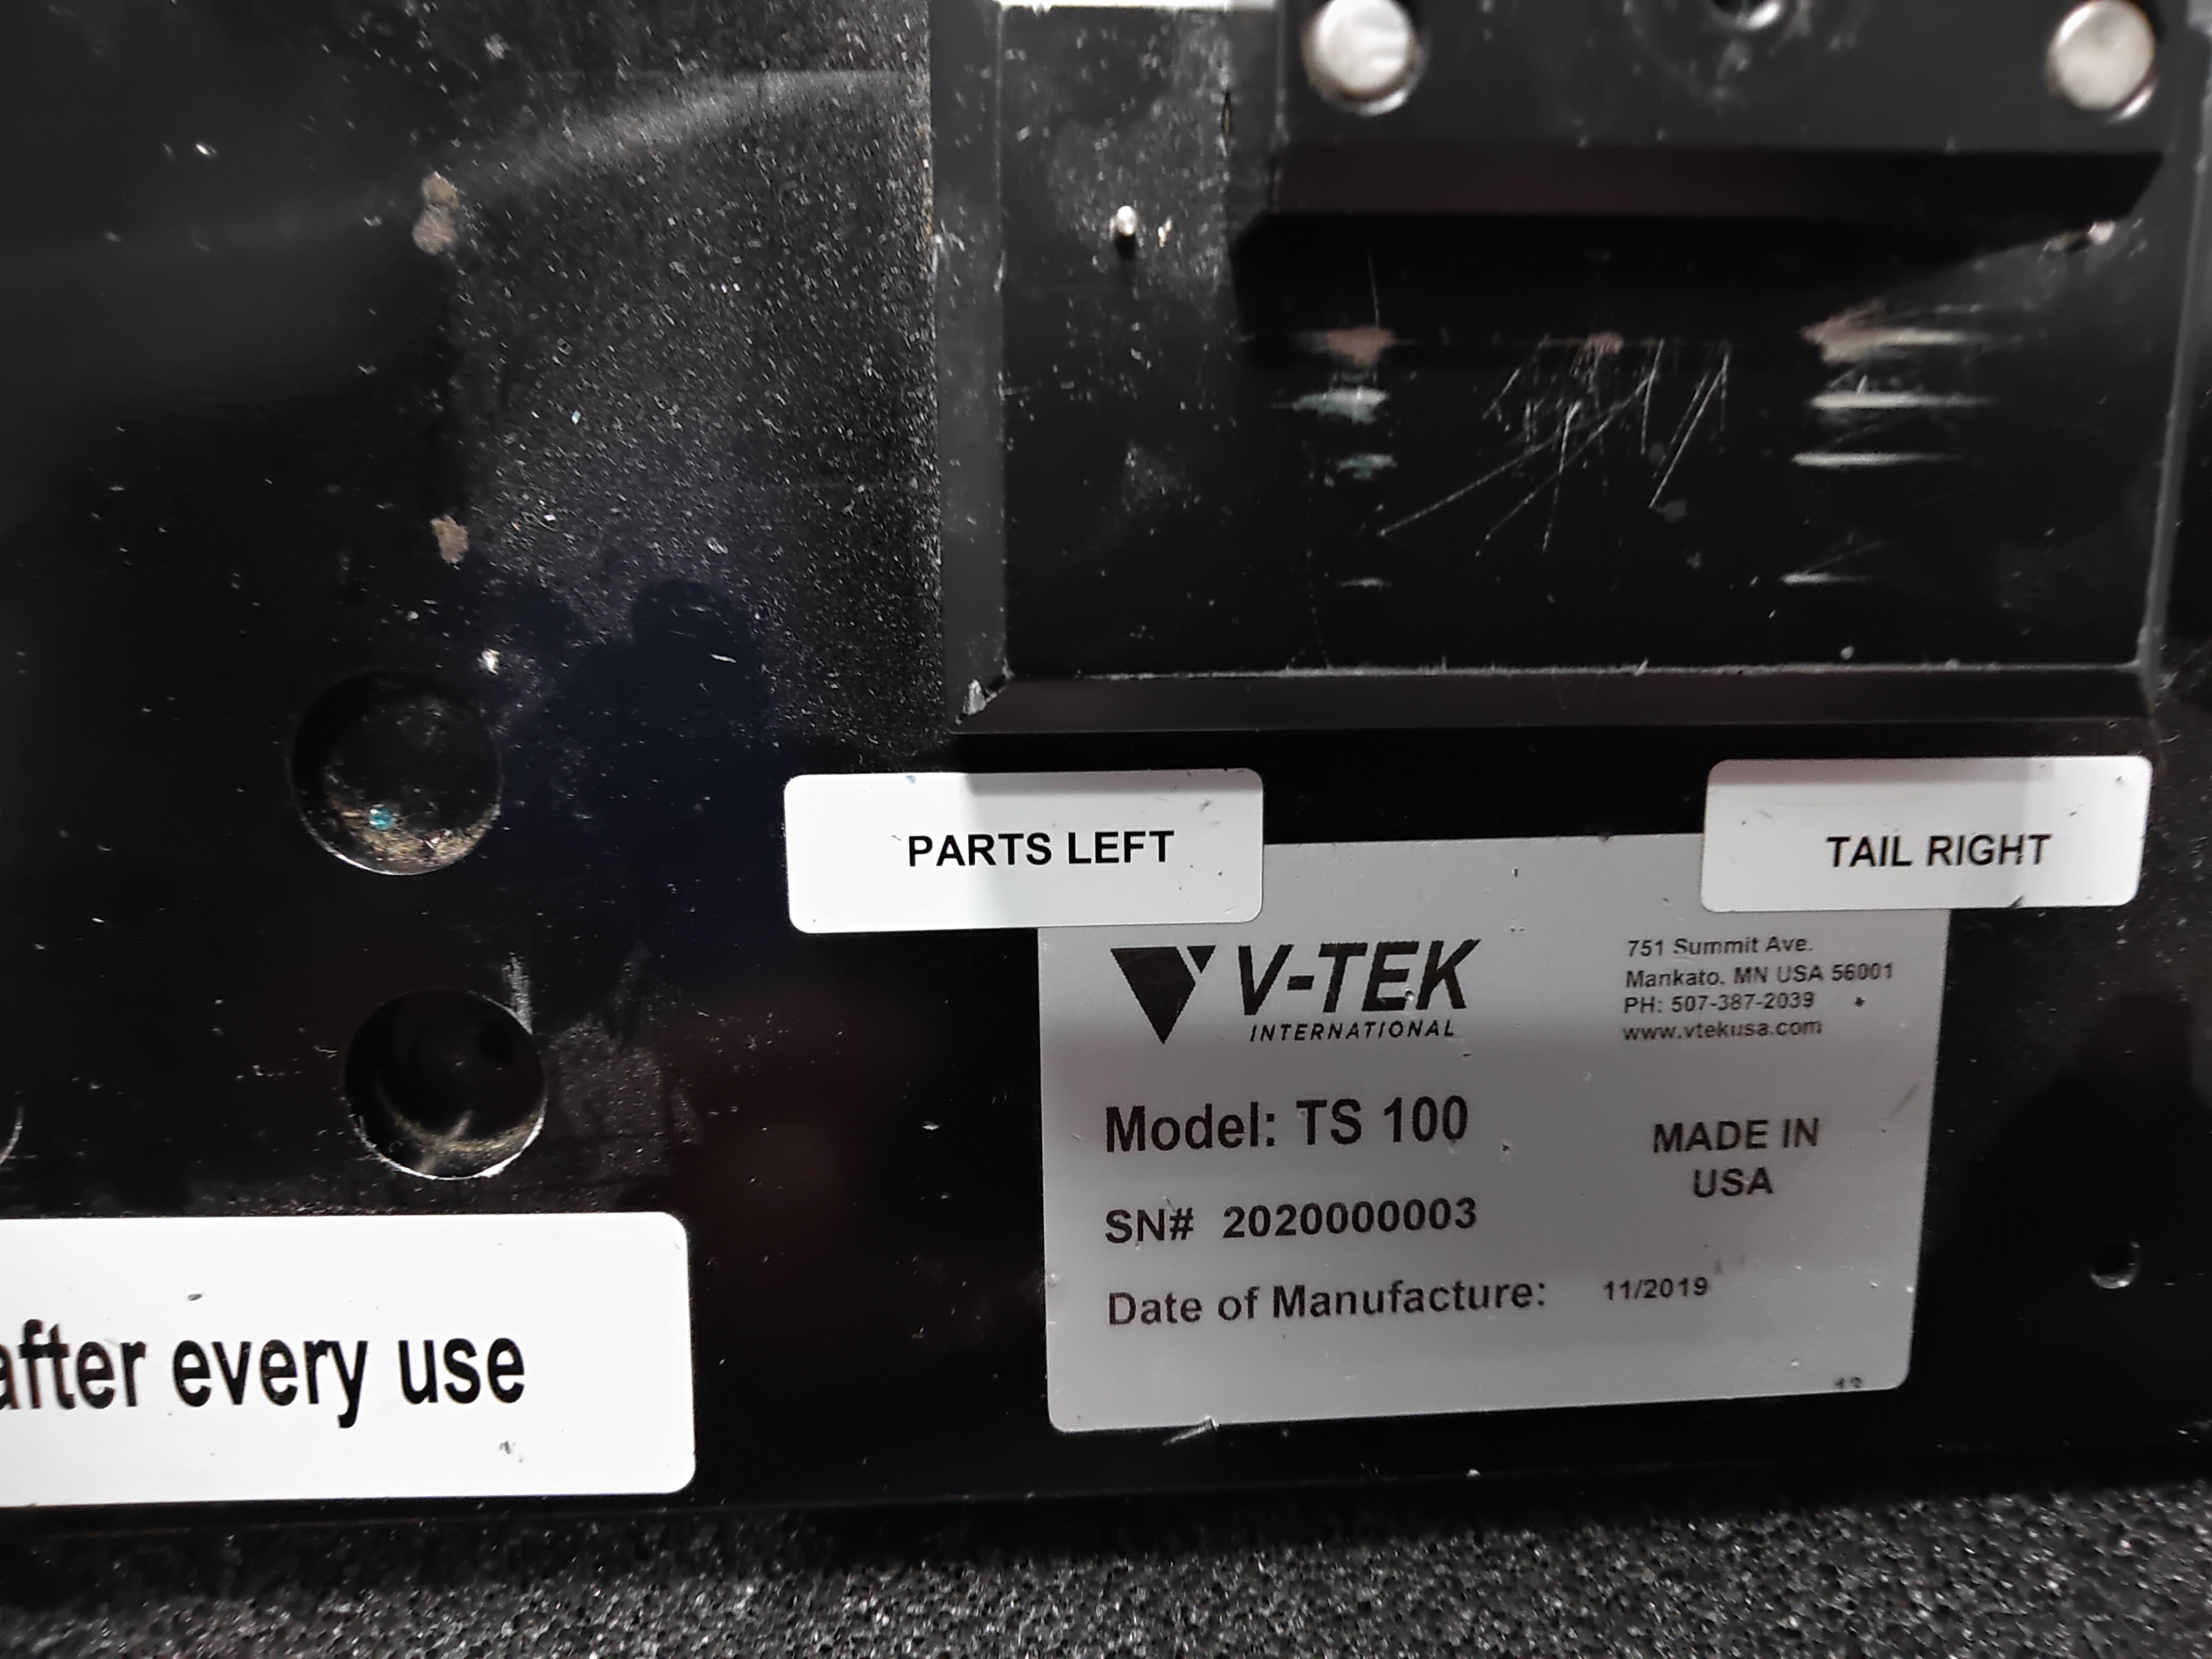 PARTS LEFT
TAIL RIGHT
V-TEK
INTERNATIONAL
751 Summit Ave.
Mankato, MN USA 56001
PH: 507-387-2039
www.vtekusa.com
Model: TS 100
MADE IN
USA
SN# 2020000003
Date of Manufacture: 11/2019
after every use